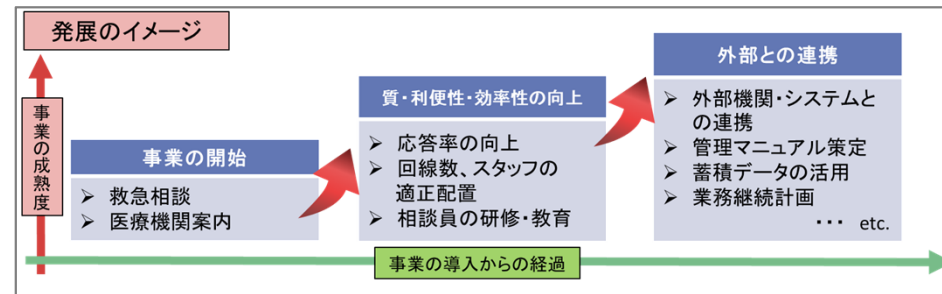 発展のイメージ
事業の成熟度
事業の開始
➢ 救急相談
➢ 医療機関案内
質・利便性・効率性の向上
➢ 応答率の向上
➢ 回線数、スタッフの
適正配置
➢ 相談員の研修・教育
外部との連携
➢ 外部機関・システムと
の連携
➢ 管理マニュアル策定
➢ 蓄積データの活用
➢ 業務継続計画
・・・ etc.
事業の導入からの経過